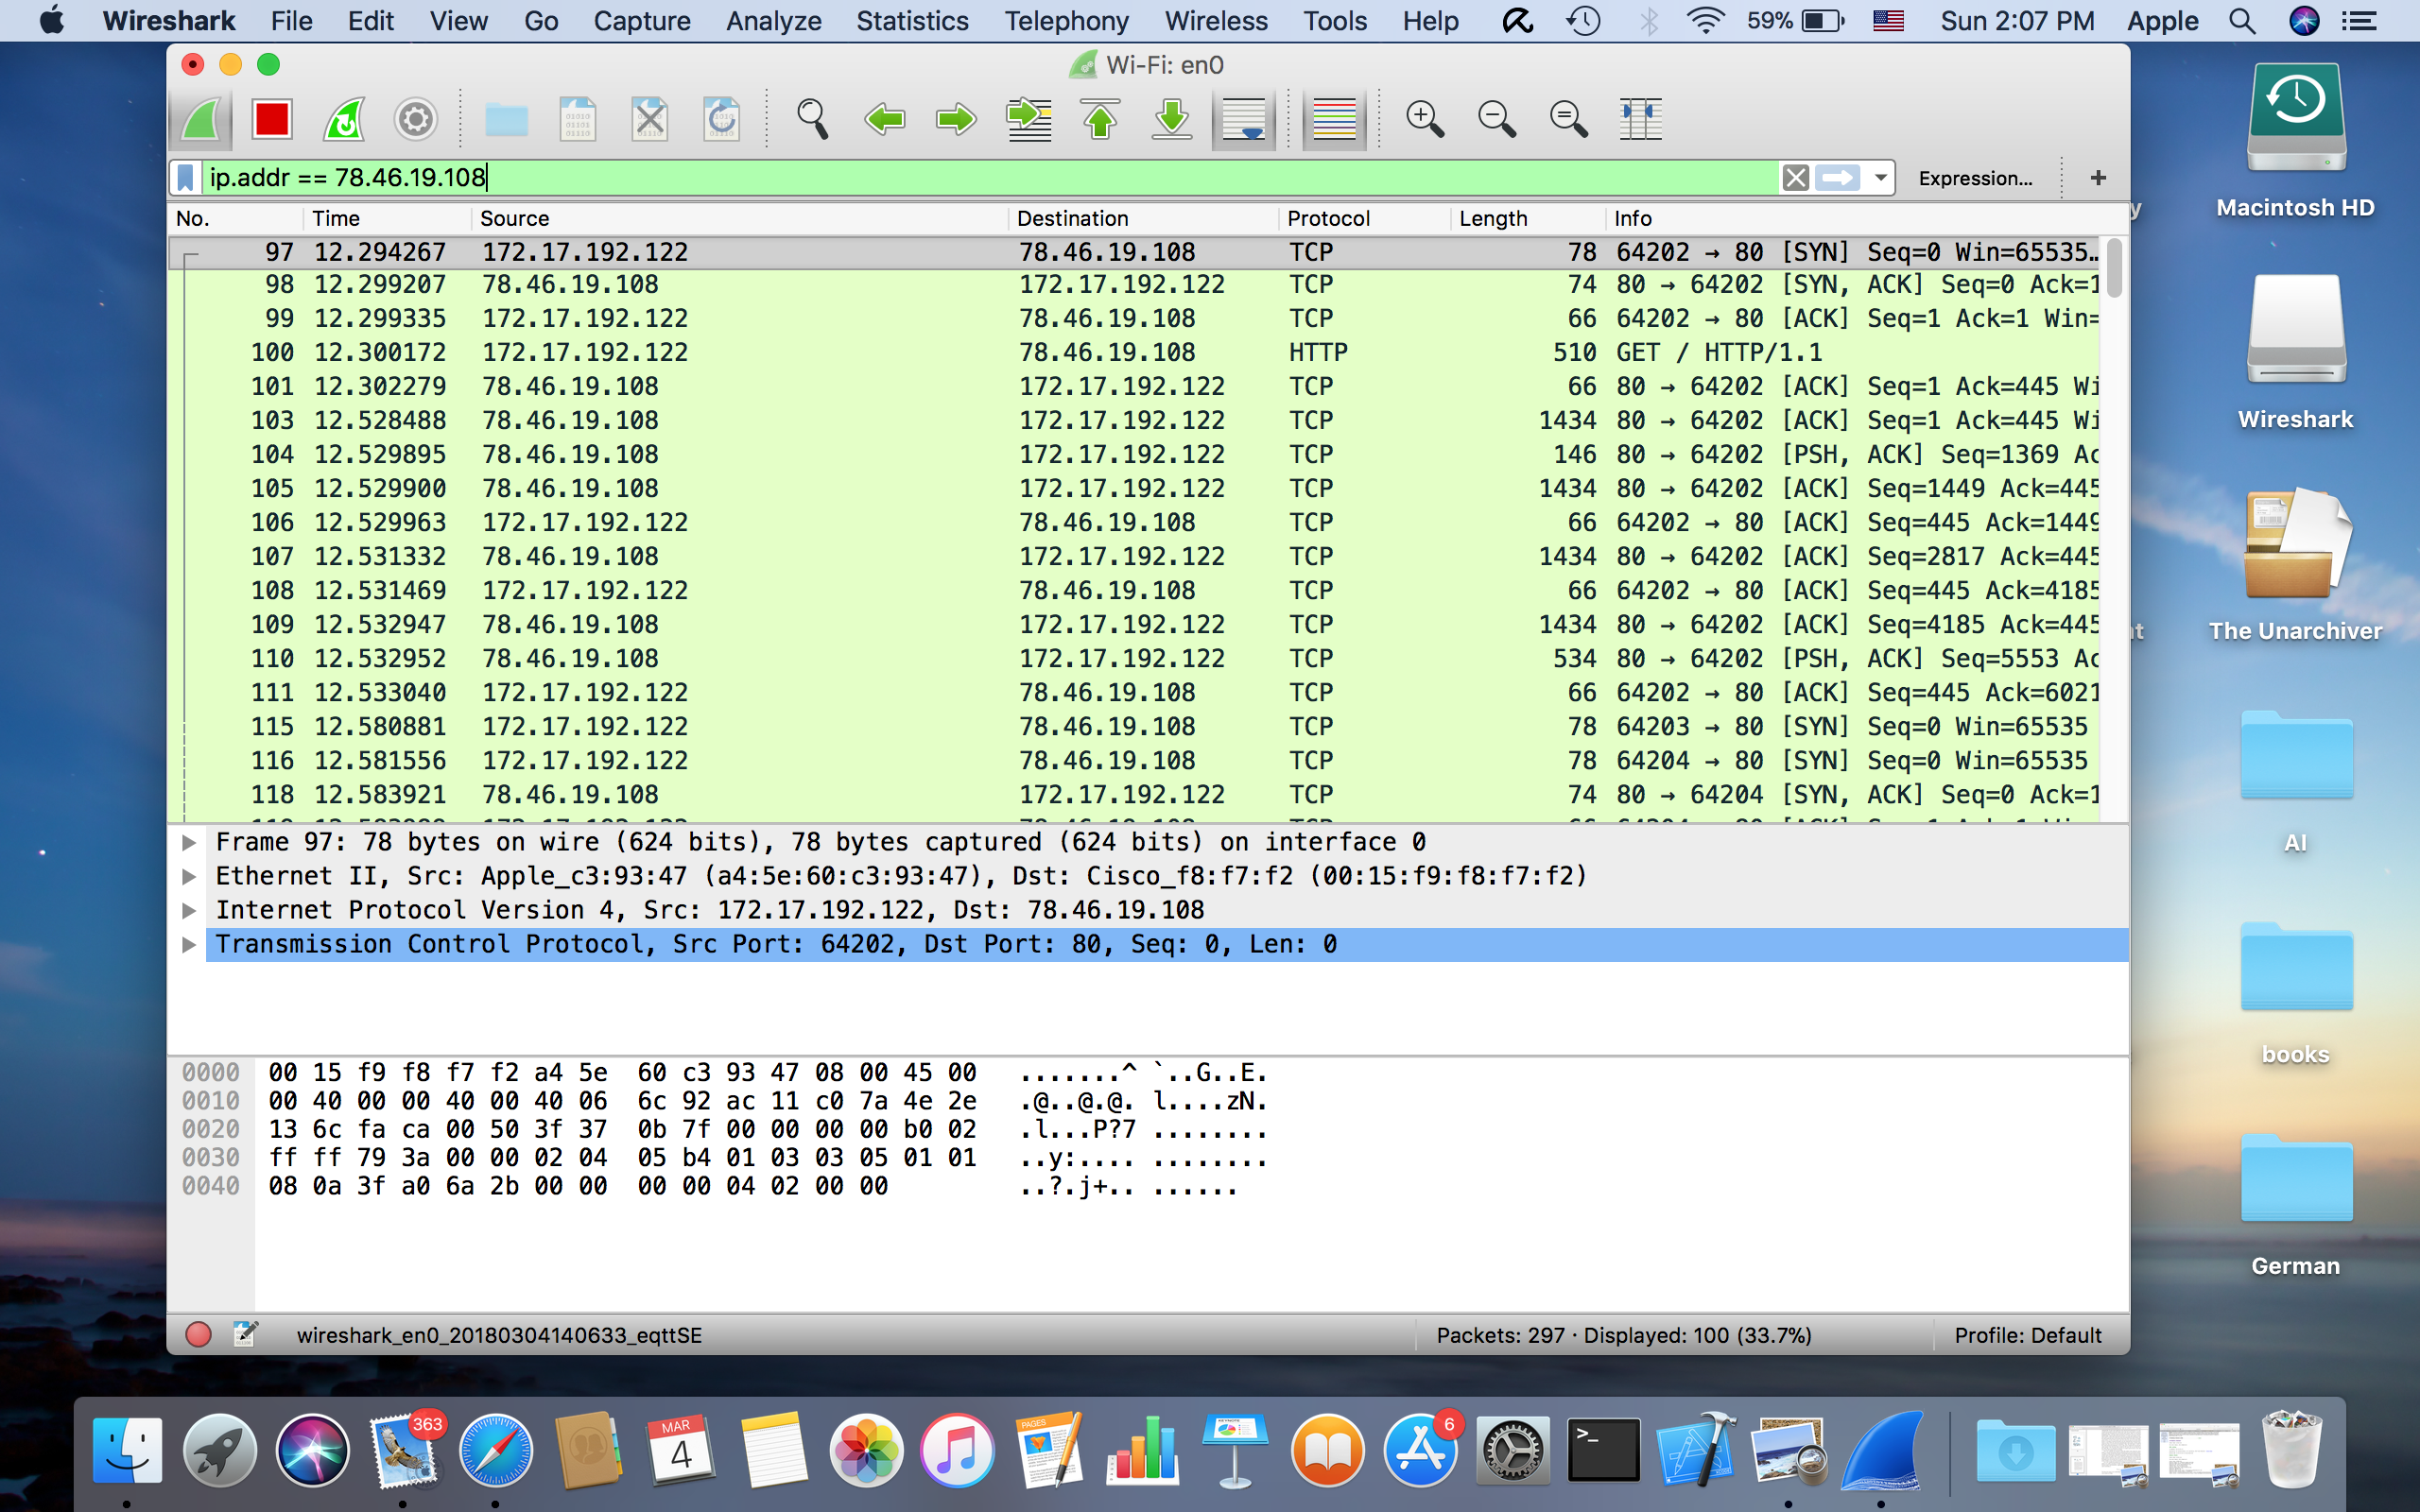 Wireshark File Edit View Go Capture Analyze Statistics Telephony Wireless Tools Help 59% Sun 2:07 PM Apple
Wi-Fi: en0
ip.addr == 78.46.19.108 Expression... +
No. Time Source Destination Protocol Length Info
97 12.294267 172.17.192.122 78.46.19.108 TCP 78 64202 → 80 [SYN] Seq=0 Win=65535…
98 12.299207 78.46.19.108 172.17.192.122 TCP 74 80 → 64202 [SYN, ACK] Seq=0 Ack=1
99 12.299335 172.17.192.122 78.46.19.108 TCP 66 64202 → 80 [ACK] Seq=1 Ack=1 Win=
100 12.300172 172.17.192.122 78.46.19.108 HTTP 510 GET / HTTP/1.1
101 12.302279 78.46.19.108 172.17.192.122 TCP 66 80 → 64202 [ACK] Seq=1 Ack=445 Wi
103 12.528488 78.46.19.108 172.17.192.122 TCP 1434 80 → 64202 [ACK] Seq=1 Ack=445 Wi
104 12.529895 78.46.19.108 172.17.192.122 TCP 146 80 → 64202 [PSH, ACK] Seq=1369 Ac
105 12.529900 78.46.19.108 172.17.192.122 TCP 1434 80 → 64202 [ACK] Seq=1449 Ack=445
106 12.529963 172.17.192.122 78.46.19.108 TCP 66 64202 → 80 [ACK] Seq=445 Ack=1449
107 12.531332 78.46.19.108 172.17.192.122 TCP 1434 80 → 64202 [ACK] Seq=2817 Ack=445
108 12.531469 172.17.192.122 78.46.19.108 TCP 66 64202 → 80 [ACK] Seq=445 Ack=4185
109 12.532947 78.46.19.108 172.17.192.122 TCP 1434 80 → 64202 [ACK] Seq=4185 Ack=445
110 12.532952 78.46.19.108 172.17.192.122 TCP 534 80 → 64202 [PSH, ACK] Seq=5553 Ac
111 12.533040 172.17.192.122 78.46.19.108 TCP 66 64202 → 80 [ACK] Seq=445 Ack=6021
115 12.580881 172.17.192.122 78.46.19.108 TCP 78 64203 → 80 [SYN] Seq=0 Win=65535
116 12.581556 172.17.192.122 78.46.19.108 TCP 78 64204 → 80 [SYN] Seq=0 Win=65535
118 12.583921 78.46.19.108 172.17.192.122 TCP 74 80 → 64204 [SYN, ACK] Seq=0 Ack=1
Frame 97: 78 bytes on wire (624 bits), 78 bytes captured (624 bits) on interface 0
Ethernet II, Src: Apple_c3:93:47 (a4:5e:60:c3:93:47), Dst: Cisco_f8:f7:f2 (00:15:f9:f8:f7:f2)
Internet Protocol Version 4, Src: 172.17.192.122, Dst: 78.46.19.108
Transmission Control Protocol, Src Port: 64202, Dst Port: 80, Seq: 0, Len: 0
0000 00 15 f9 f8 f7 f2 a4 5e 60 c3 93 47 08 00 45 00 .......^ `..G..E.
0010 00 40 00 00 40 00 40 06 6c 92 ac 11 c0 7a 4e 2e .@..@.@. l....zN.
0020 13 6c fa ca 00 50 3f 37 0b 7f 00 00 00 00 b0 02 .l...P?7 ........
0030 ff ff 79 3a 00 00 02 04 05 b4 01 03 03 05 01 01 ..y:.... ........
0040 08 0a 3f a0 6a 2b 00 00 00 00 04 02 00 00 ..?.j+.. ......
wireshark_en0_20180304140633_eqttSE Packets: 297 · Displayed: 100 (33.7%) Profile: Default
Macintosh HD
Wireshark
The Unarchiver
AI
books
German
363
MAR
4
PAGES
6